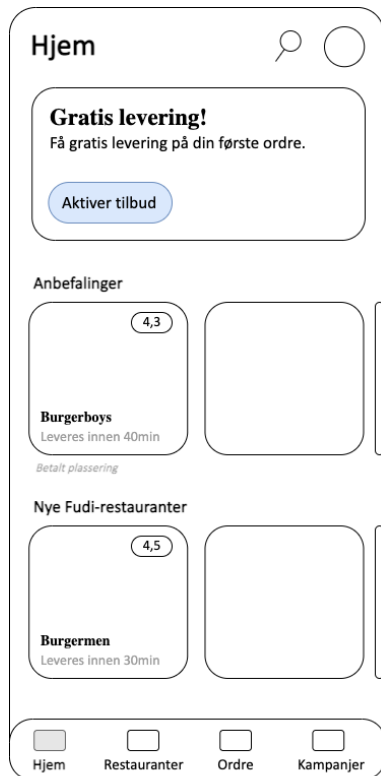 Hjem
Gratis levering!
Få gratis levering på din første ordre.
Aktiver tilbud
Anbefalinger
4,3
Burgerboys
Leveres innen 40min
Betalt plassering
Nye Fudi-restauranter
4,5
Burgermen
Leveres innen 30min
Hjem
Restauranter
Ordre
Kampanjer